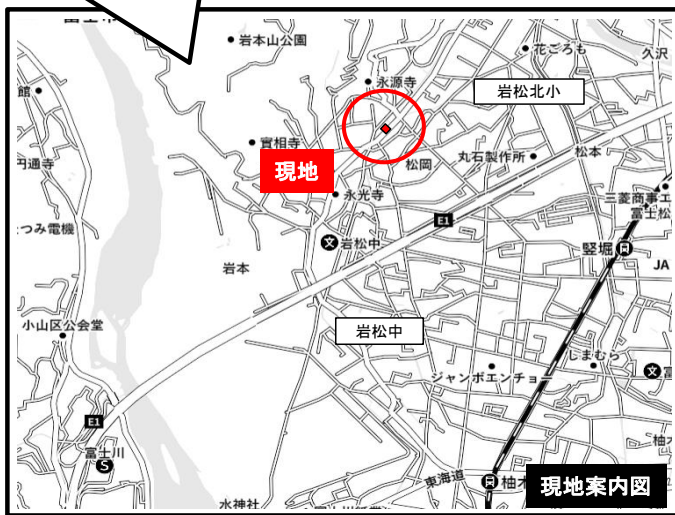 岩本山公園
花ごろも
久沢
永源寺
岩松北小
館
實相寺
円通寺
現地
松岡
丸石製作所
松本
永光寺
三菱商事エ
富士松
つみ電機
E1
文
岩松中
竪堀
JA
岩本
小山区公会堂
岩松中
しまむら
ジャンボエンチョー
文
E1
富士川
S
柚木
東海道
水神社
現地案内図